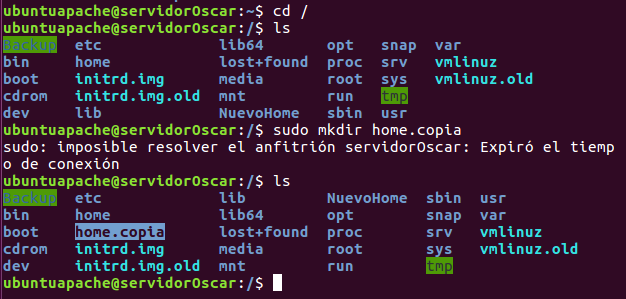 ubuntuapache@servidorOscar:~$ cd /
ubuntuapache@servidorOscar:/$ ls
Backup etc lib64 opt snap var
bin home lost+found proc srv vmlinuz
boot initrd.img media root sys vmlinuz.old
cdrom initrd.img.old mnt run tmp
dev lib NuevoHome sbin usr
ubuntuapache@servidorOscar:/$ sudo mkdir home.copia
sudo: imposible resolver el anfitrión servidorOscar: Expiró el tiemp
o de conexión
ubuntuapache@servidorOscar:/$ ls
Backup etc lib NuevoHome sbin usr
bin home lib64 opt snap var
boot home.copia lost+found proc srv vmlinuz
cdrom initrd.img media root sys vmlinuz.old
dev initrd.img.old mnt run tmp
ubuntuapache@servidorOscar:/$